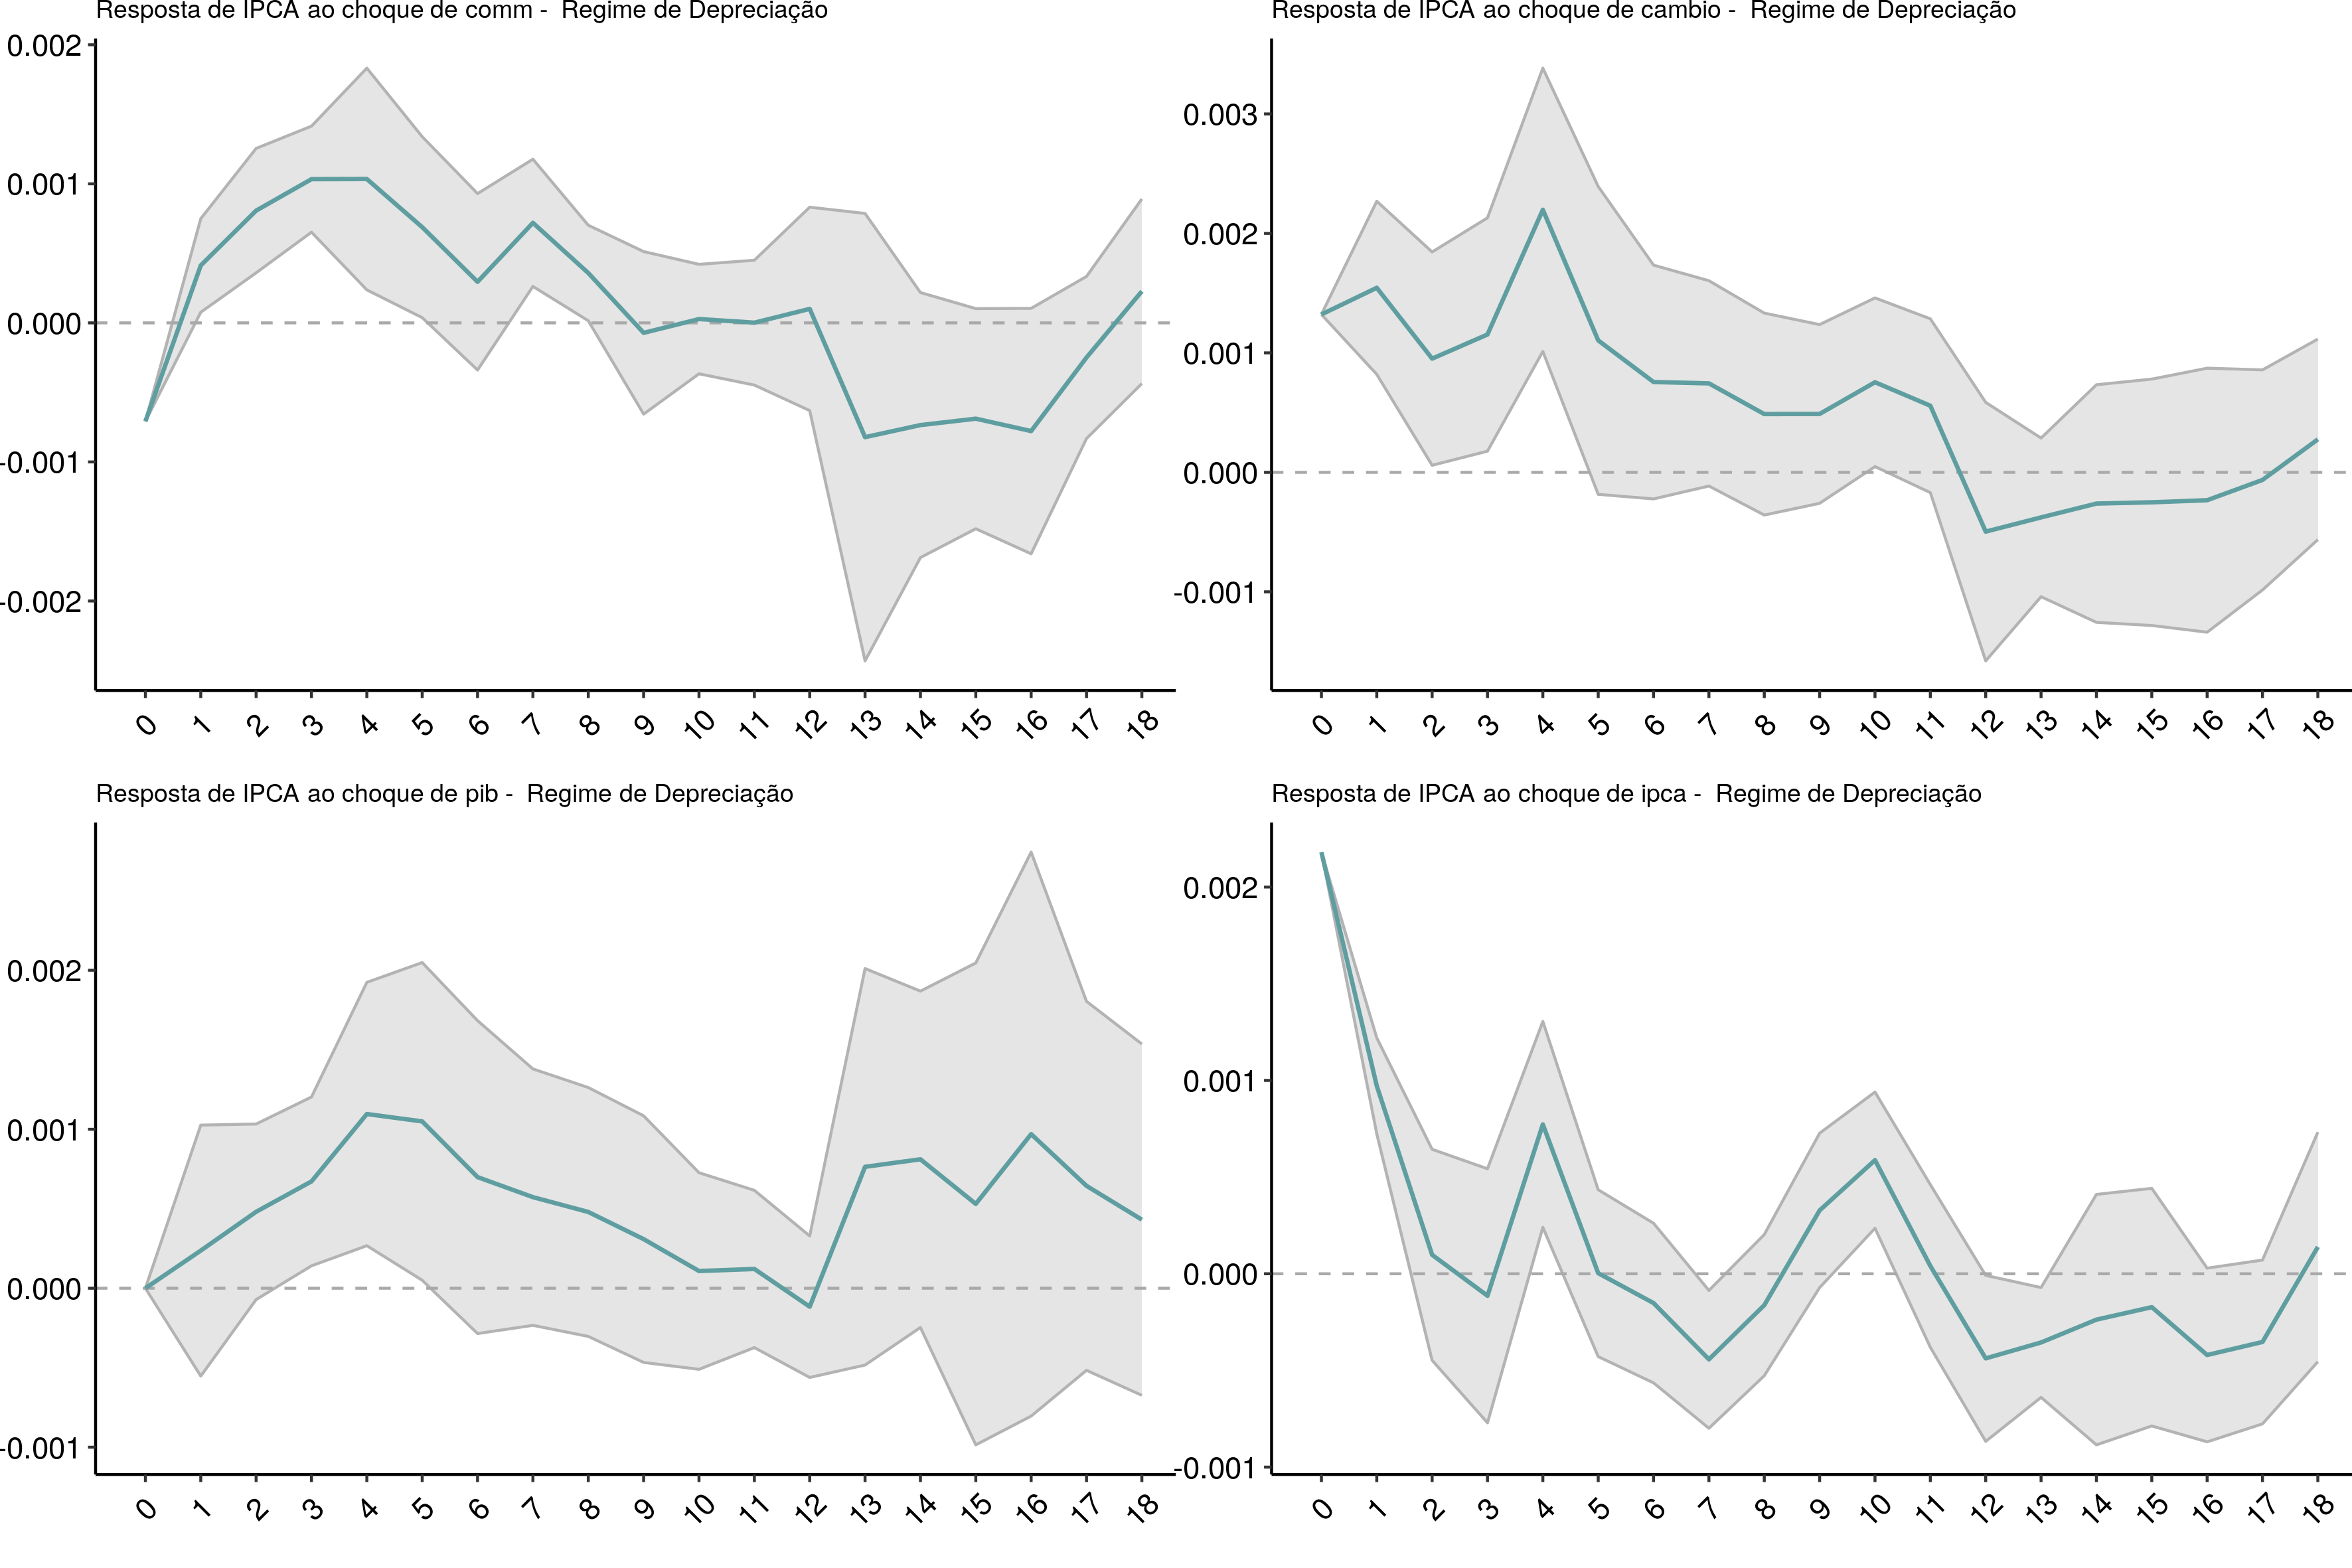 Resposta de IPCA ao choque de comm -  Regime de Depreciação
0.002
0.001
0.000
-0.001
-0.002
0 1 2 3 4 5 6 7 8 9 10 11 12 13 14 15 16 17 18
Resposta de IPCA ao choque de cambio -  Regime de Depreciação
0.003
0.002
0.001
0.000
-0.001
0 1 2 3 4 5 6 7 8 9 10 11 12 13 14 15 16 17 18
Resposta de IPCA ao choque de pib -  Regime de Depreciação
0.002
0.001
0.000
-0.001
0 1 2 3 4 5 6 7 8 9 10 11 12 13 14 15 16 17 18
Resposta de IPCA ao choque de ipca -  Regime de Depreciação
0.002
0.001
0.000
-0.001
0 1 2 3 4 5 6 7 8 9 10 11 12 13 14 15 16 17 18